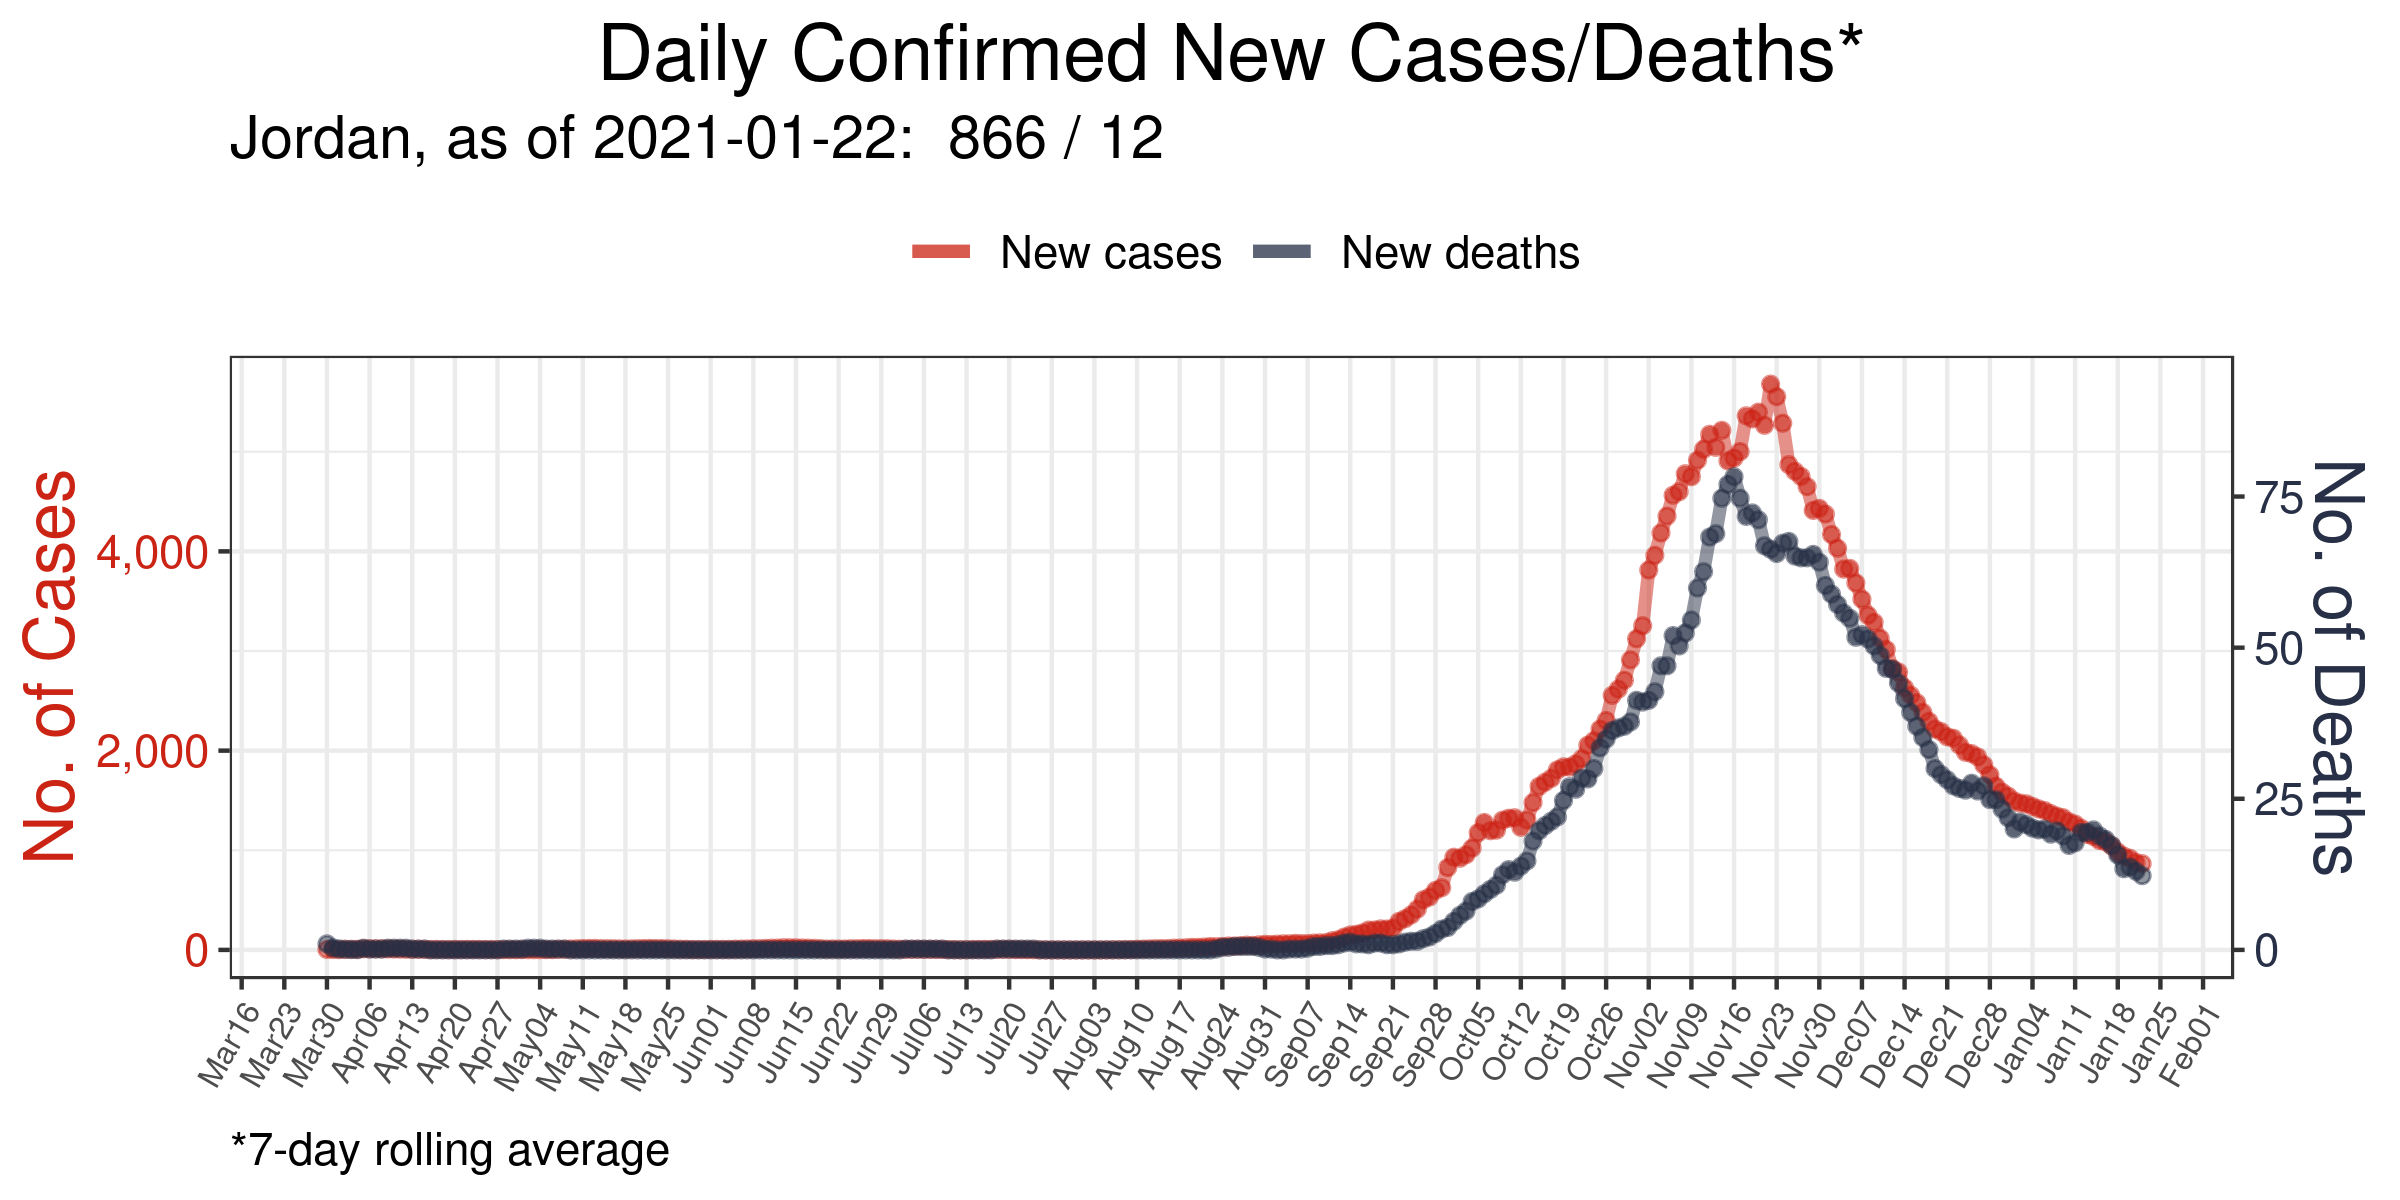 Daily Confirmed New Cases/Deaths*
Jordan, as of 2021-01-22:  866 / 12
New cases New deaths
No. of Cases
4,000
2,000
0
75
50
25
0
No. of Deaths
Mar16 Mar23 Mar30 Apr06 Apr13 Apr20 Apr27 May04 May11 May18 May25 Jun01 Jun08 Jun15 Jun22 Jun29 Jul06 Jul13 Jul20 Jul27 Aug03 Aug10 Aug17 Aug24 Aug31 Sep07 Sep14 Sep21 Sep28 Oct05 Oct12 Oct19 Oct26 Nov02 Nov09 Nov16 Nov23 Nov30 Dec07 Dec14 Dec21 Dec28 Jan04 Jan11 Jan18 Jan25 Feb01
*7-day rolling average